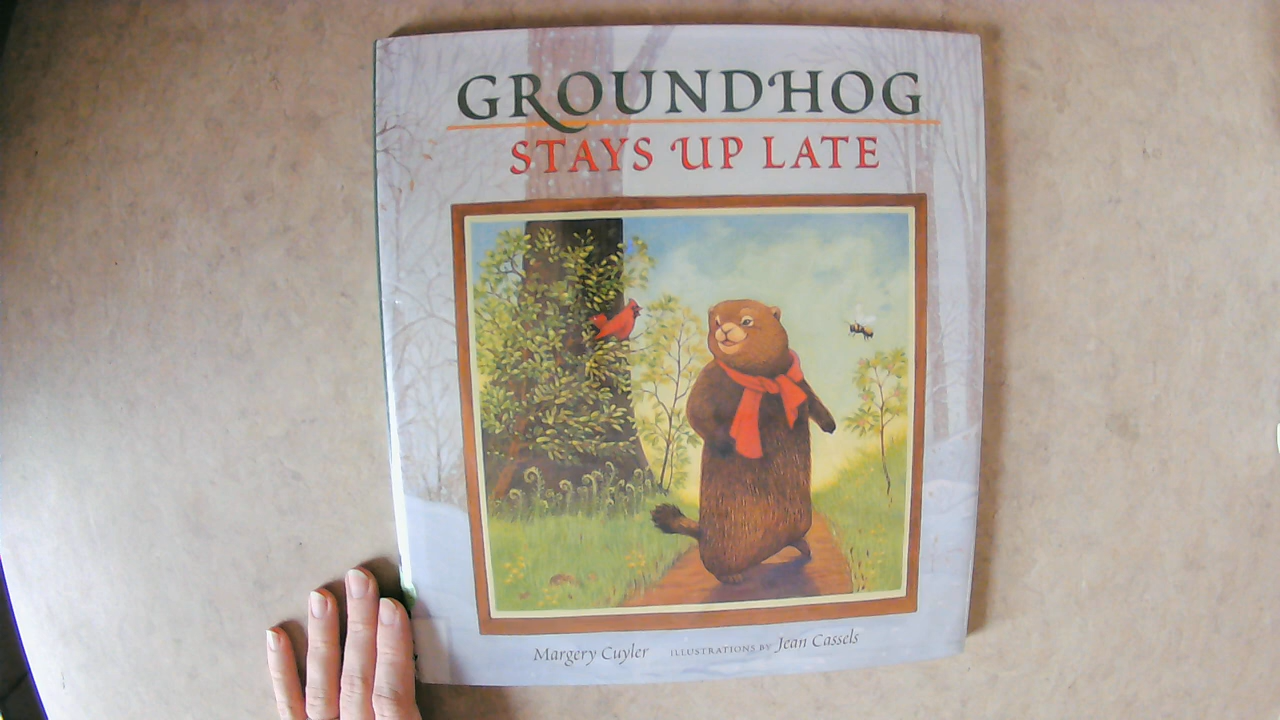 GROUNDHOG
STAYS UP LATE
Margery Cuyler ILLUSTRATIONS BY Jean Cassels